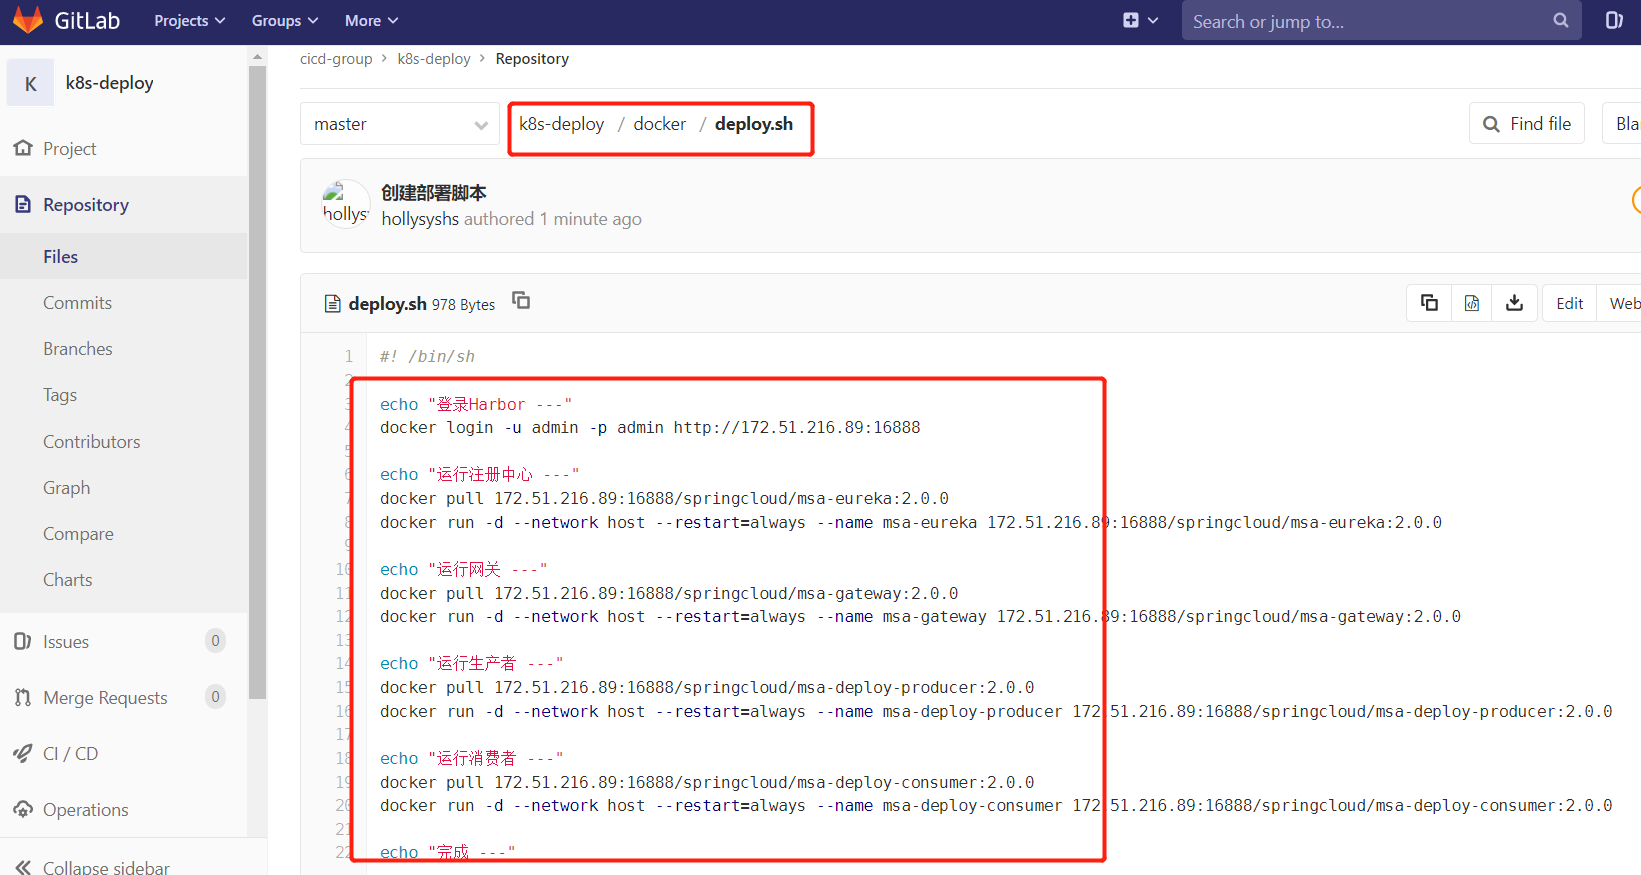 GitLab Projects Groups More Search or jump to...
cicd-group > k8s-deploy > Repository
K k8s-deploy
master
k8s-deploy / docker / deploy.sh
Find file
Project
创建部署脚本
hollysyshs authored 1 minute ago
Repository
Files
Commits
Branches
Tags
Contributors
Graph
Compare
Charts
Issues 0
Merge Requests 0
CI / CD
Operations
Collapse sidebar
deploy.sh 978 Bytes
Edit
1 #! /bin/sh
2
3 echo "登录Harbor ---"
4 docker login -u admin -p admin http://172.51.216.89:16888
5
6 echo "运行注册中心 ---"
7 docker pull 172.51.216.89:16888/springcloud/msa-eureka:2.0.0
8 docker run -d --network host --restart=always --name msa-eureka 172.51.216.89:16888/springcloud/msa-eureka:2.0.0
9
10 echo "运行网关 ---"
11 docker pull 172.51.216.89:16888/springcloud/msa-gateway:2.0.0
12 docker run -d --network host --restart=always --name msa-gateway 172.51.216.89:16888/springcloud/msa-gateway:2.0.0
13
14 echo "运行生产者 ---"
15 docker pull 172.51.216.89:16888/springcloud/msa-deploy-producer:2.0.0
16 docker run -d --network host --restart=always --name msa-deploy-producer 172.51.216.89:16888/springcloud/msa-deploy-producer:2.0.0
17
18 echo "运行消费者 ---"
19 docker pull 172.51.216.89:16888/springcloud/msa-deploy-consumer:2.0.0
20 docker run -d --network host --restart=always --name msa-deploy-consumer 172.51.216.89:16888/springcloud/msa-deploy-consumer:2.0.0
21
22 echo "完成 ---"